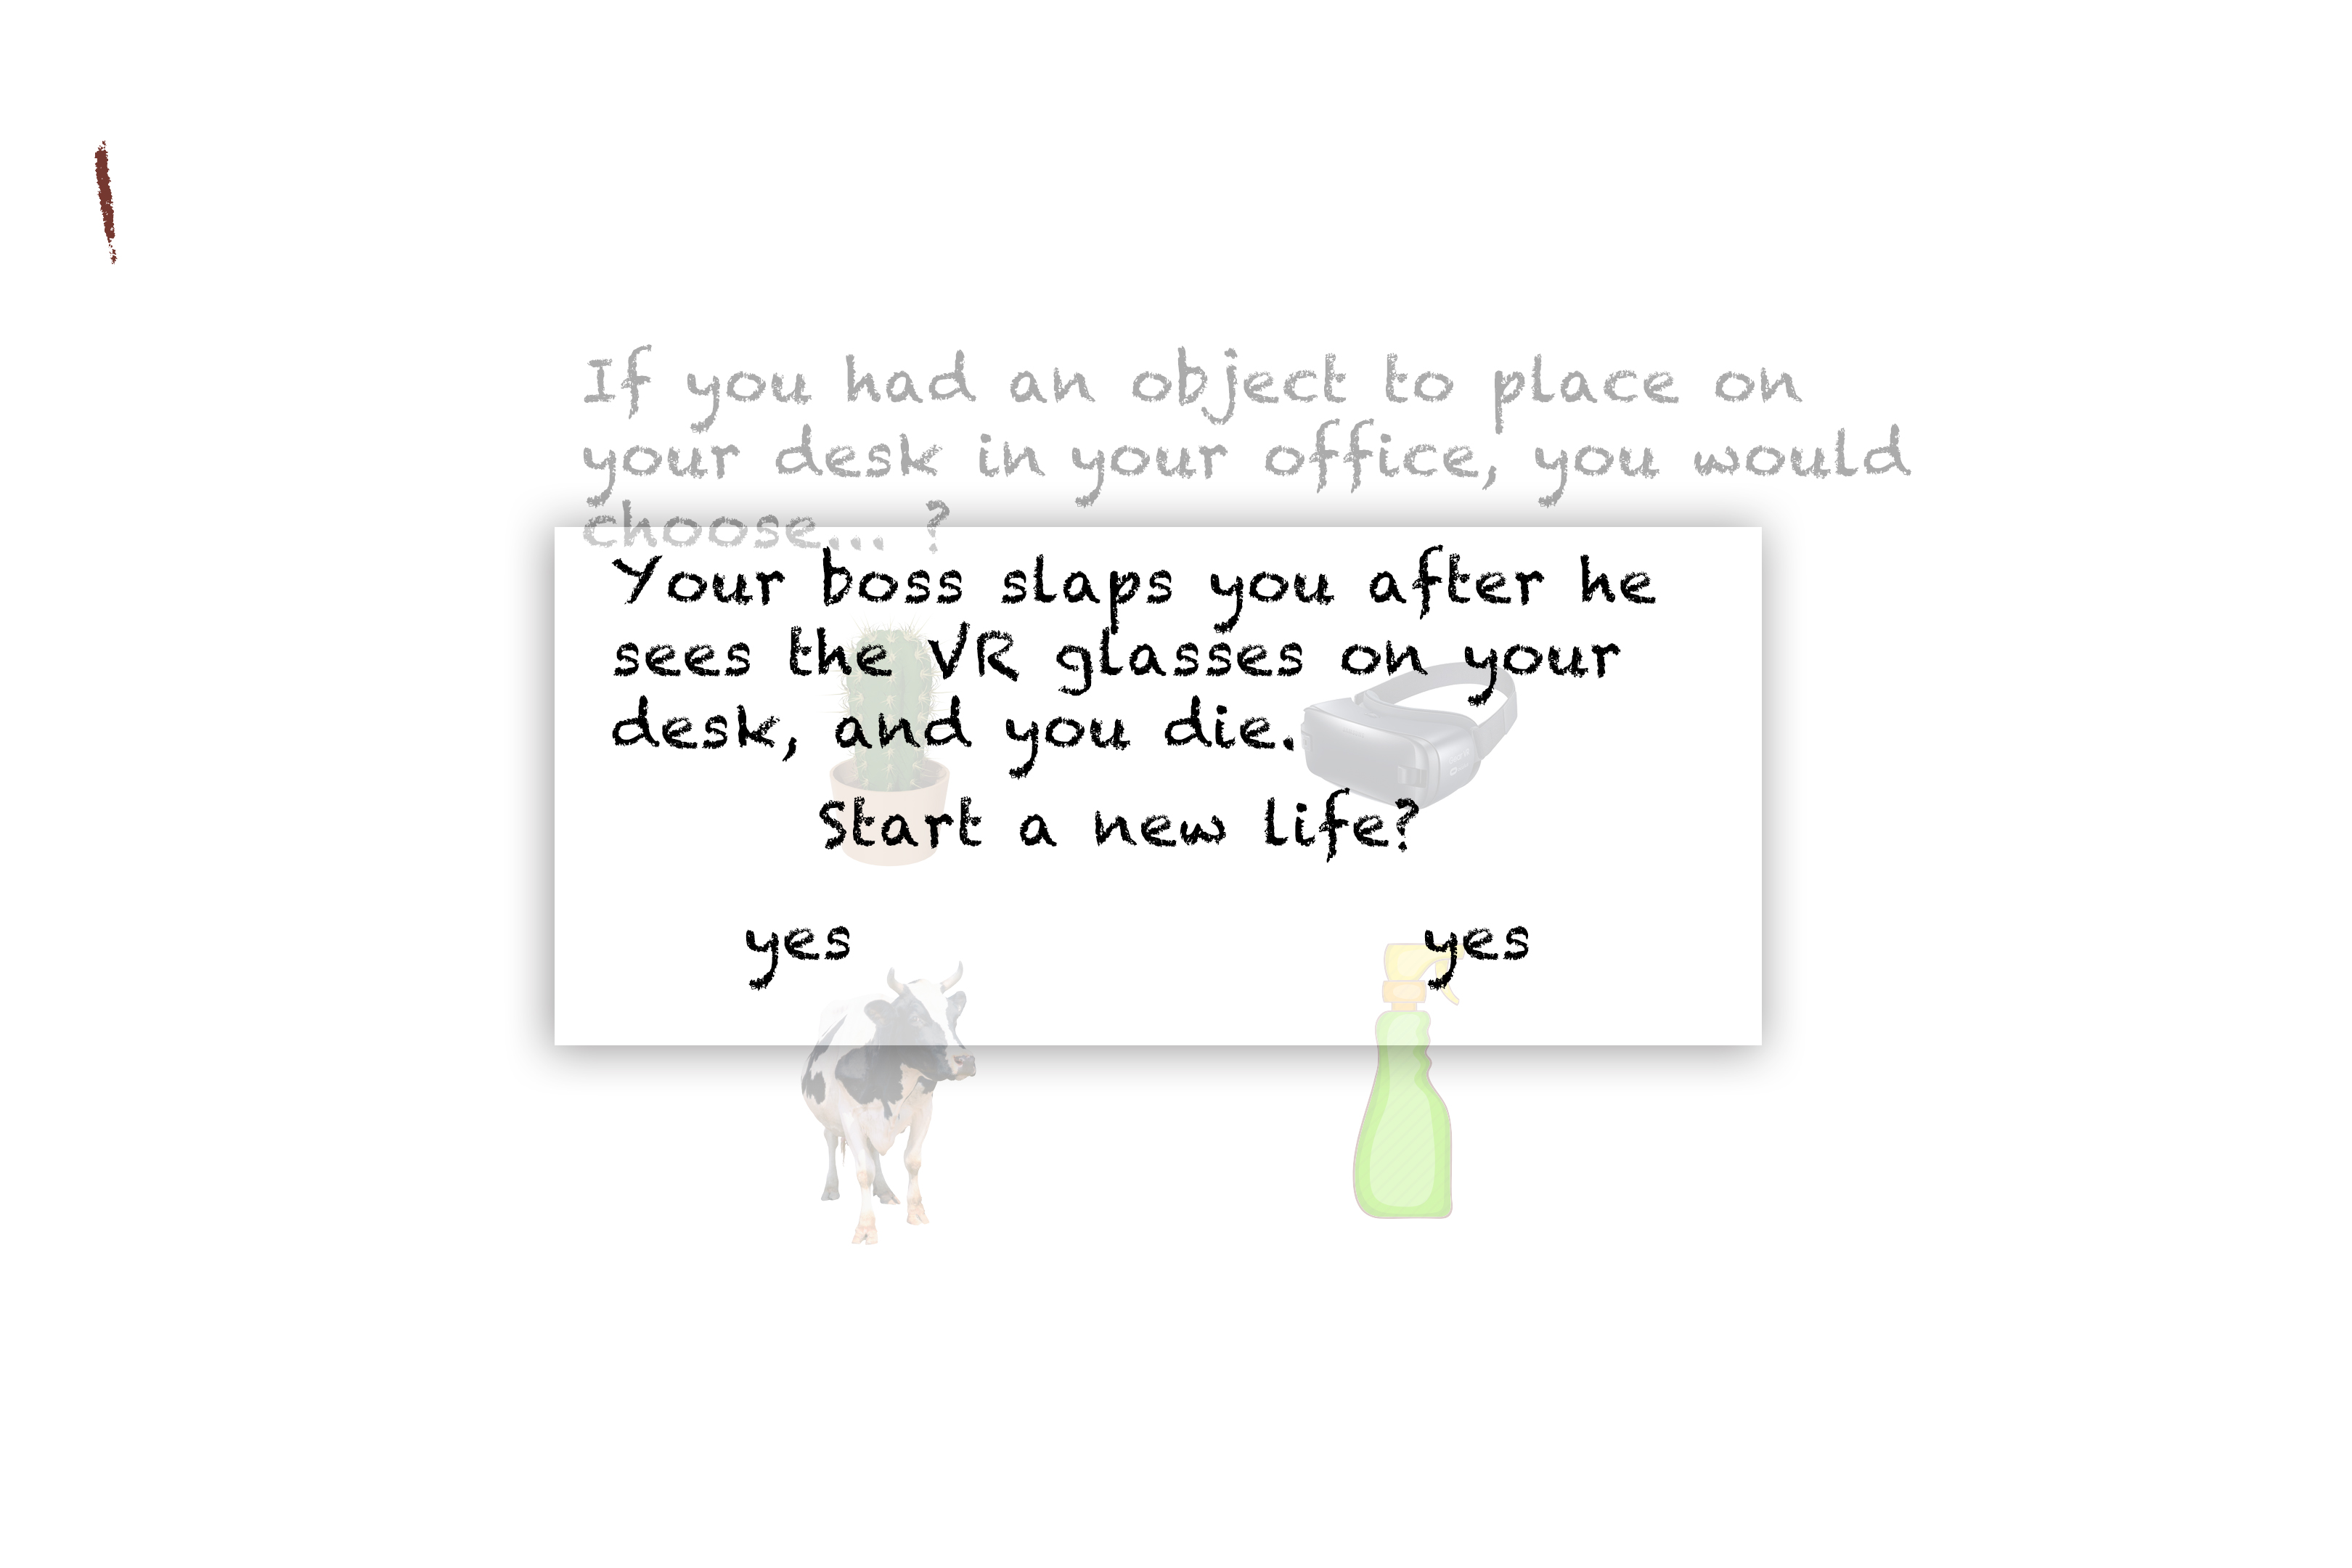 If you had an object to place on
your desk in your office, you would
choose... ?
Your boss slaps you after he
sees the VR glasses on your
desk, and you die.
Start a new life?
yes yes